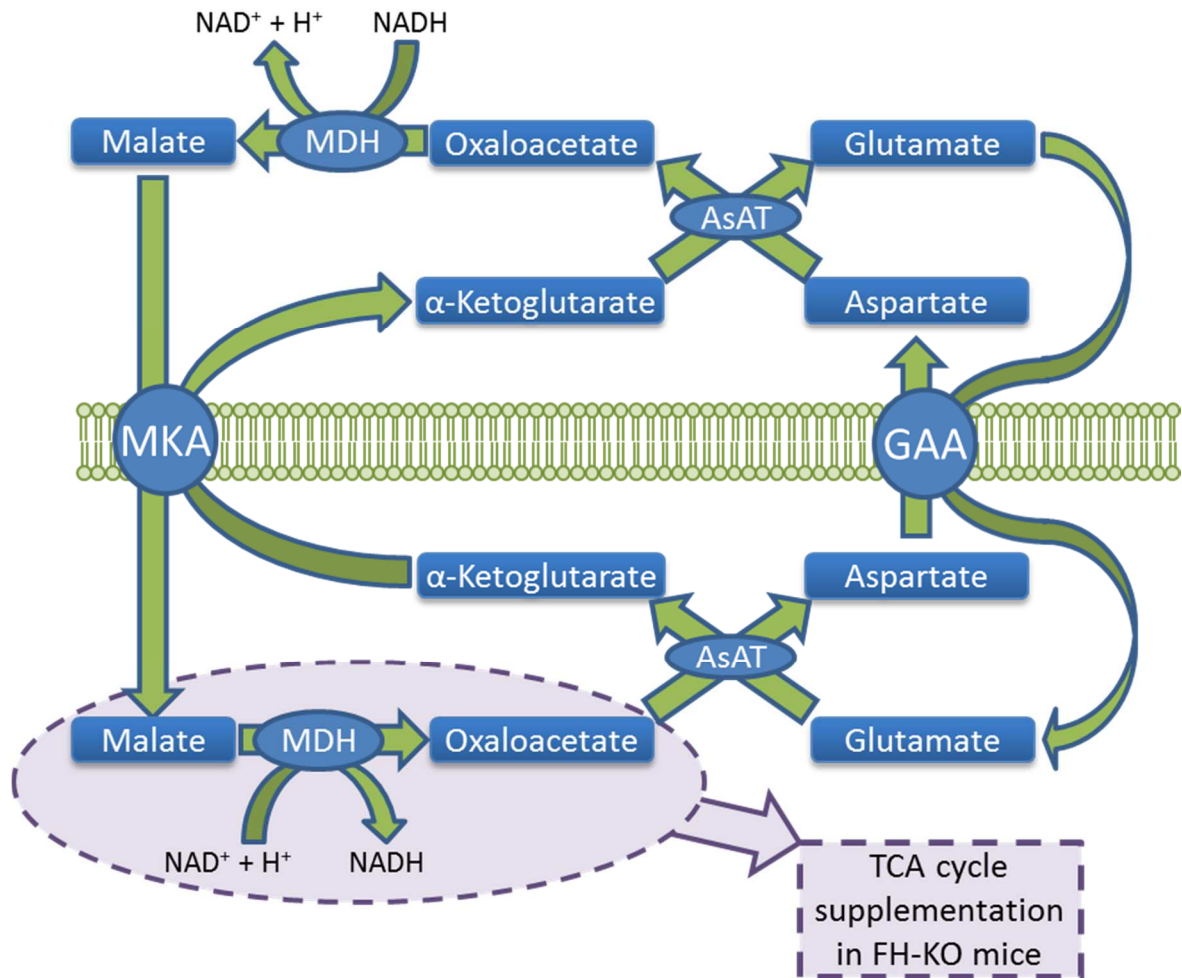 NAD⁺ + H⁺ NADH
Malate MDH Oxaloacetate Glutamate
AsAT
α-Ketoglutarate Aspartate
MKA GAA
α-Ketoglutarate Aspartate
AsAT
Malate MDH Oxaloacetate Glutamate
NAD⁺ + H⁺ NADH
TCA cycle
supplementation
in FH-KO mice